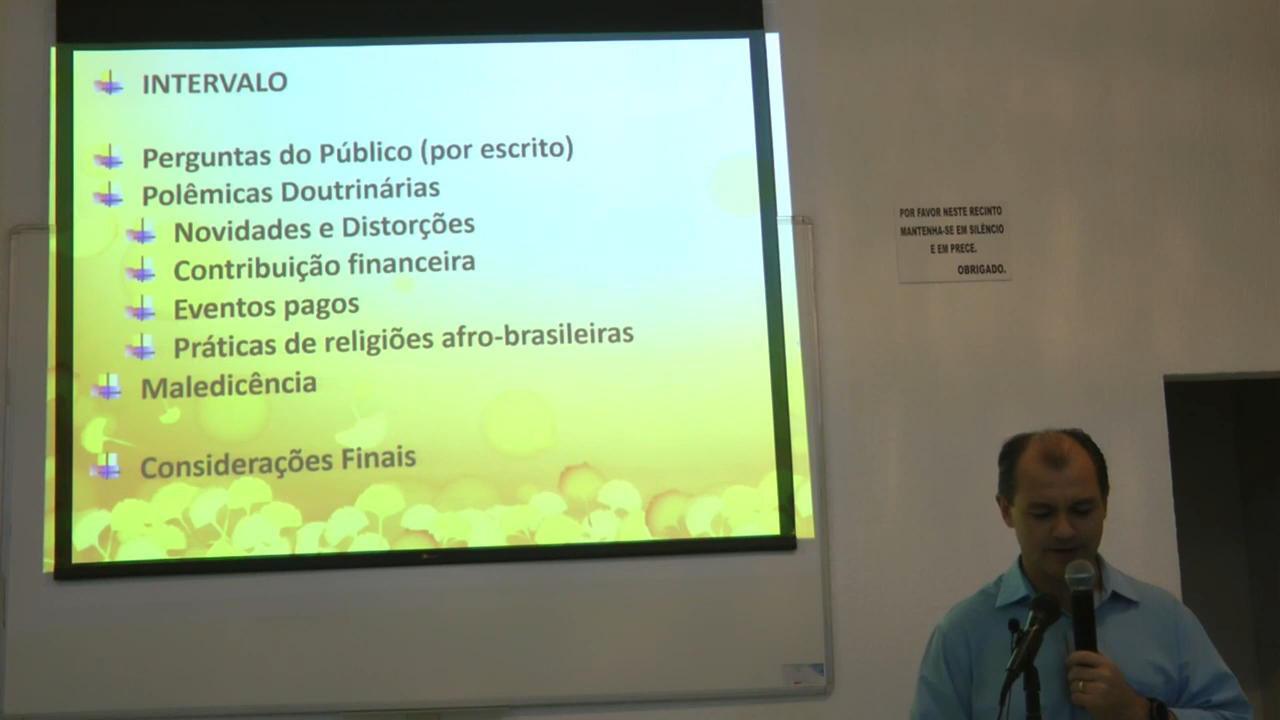 INTERVALO
Perguntas do Público (por escrito)
Polêmicas Doutrinárias
Novidades e Distorções
Contribuição financeira
Eventos pagos
Práticas de religiões afro-brasileiras
Maledicência
Considerações Finais
POR FAVOR NESTE RECINTO
MANTENHA-SE EM SILÊNCIO
E EM PRECE.
OBRIGADO.